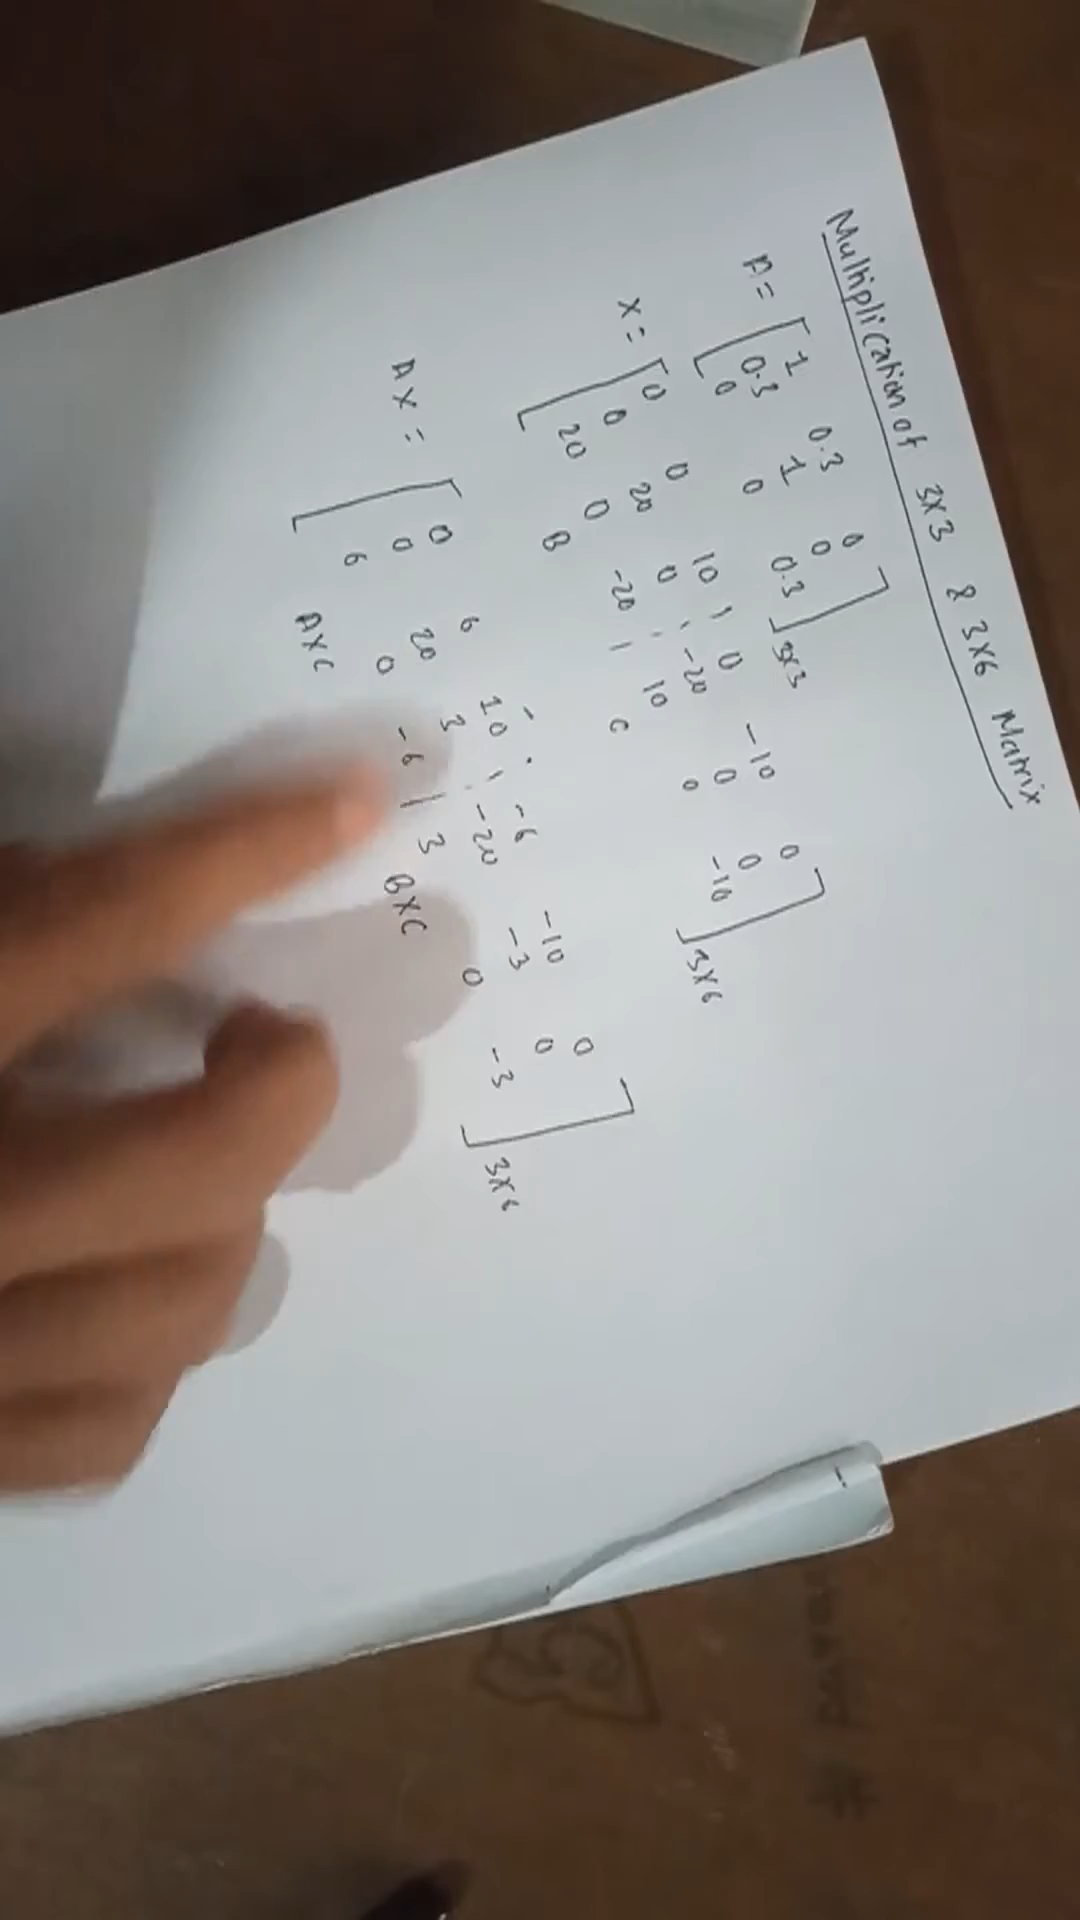 Multiplication of 3X3 & 3X6 Matrix
A = [ 1 0.3 0
0.3 1 0
0 0 0.3 ] 3X3
X = [ 0 0 10 0 -10 0
0 20 0 -20 0 0
20 0 -20 10 0 -10 ] 3X6
B C
AX = [ 0 6 10 -6 -10 0
0 20 3 -20 -3 0
6 0 -6 3 0 -3 ] 3X6
AXC BXC